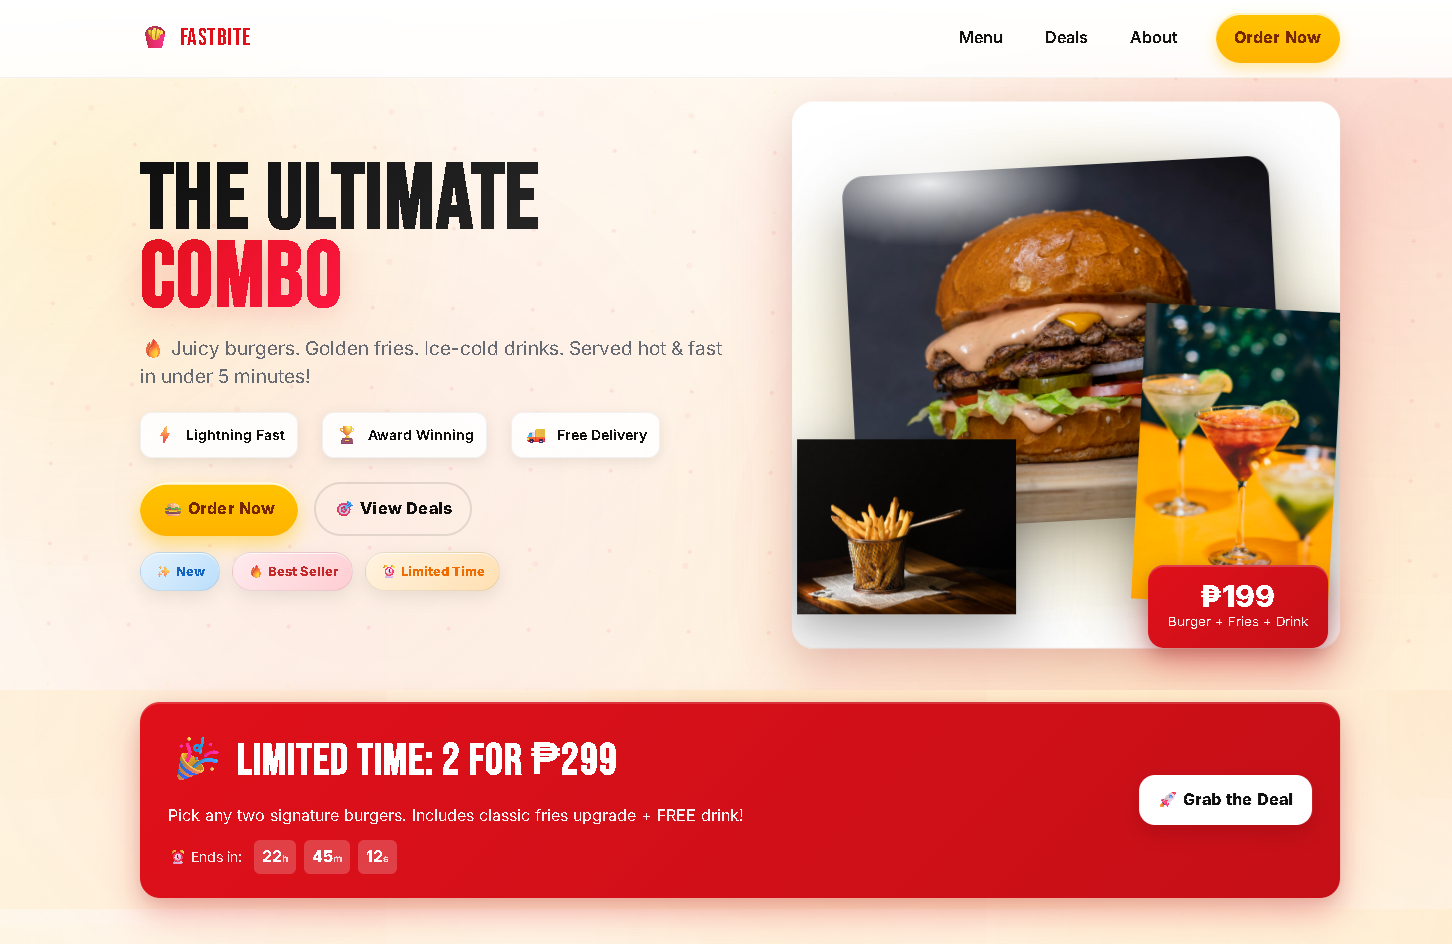 FASTBITE
Menu
Deals
About
Order Now
THE ULTIMATE
COMBO
🔥 Juicy burgers. Golden fries. Ice-cold drinks. Served hot & fast
in under 5 minutes!
⚡ Lightning Fast
🏆 Award Winning
🚚 Free Delivery
🍔 Order Now
🎯 View Deals
✨ New
🔥 Best Seller
⏰ Limited Time
₱199
Burger + Fries + Drink
🎉 LIMITED TIME: 2 FOR ₱299
Pick any two signature burgers. Includes classic fries upgrade + FREE drink!
⏰ Ends in: 22h 45m 12s
🚀 Grab the Deal